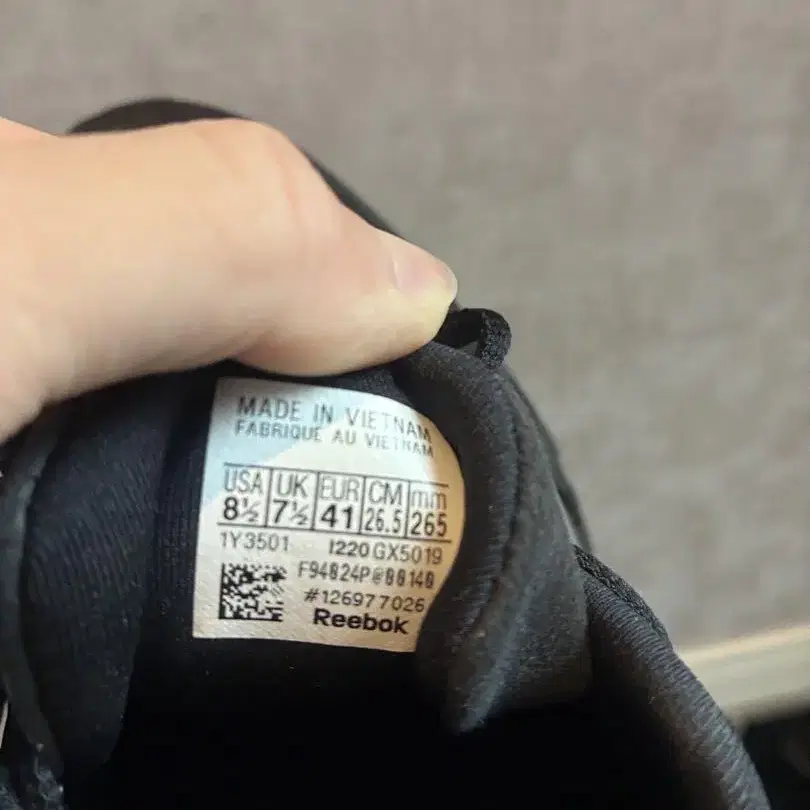 MADE IN VIETNAM
FABRIQUE AU VIETNAM
USA UK EUR CM mm
8½ 7½ 41 26.5 265
1Y3501 I220 GX5019
F94824P@88140
#126977026
Reebok